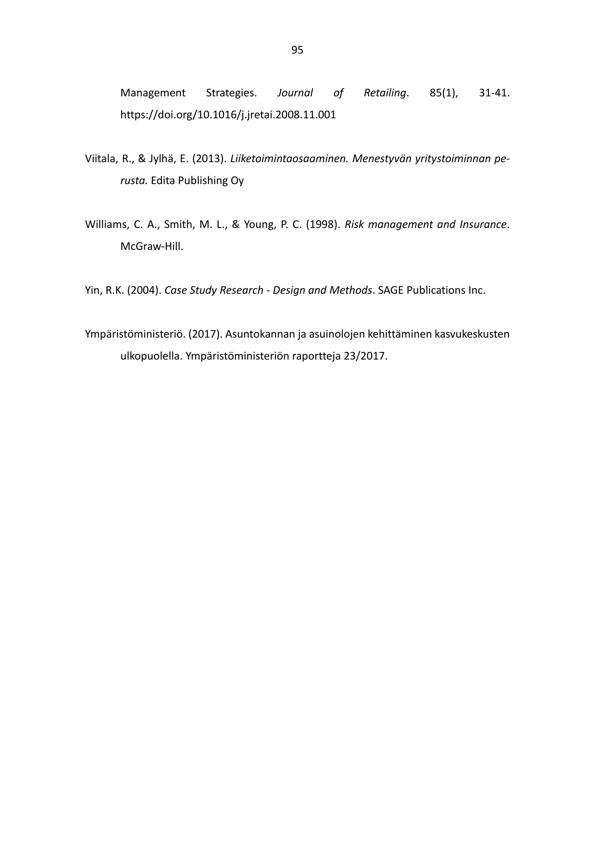 95
Management Strategies. Journal of Retailing. 85(1), 31-41.
https://doi.org/10.1016/j.jretai.2008.11.001
Viitala, R., & Jylhä, E. (2013). Liiketoimintaosaaminen. Menestyvän yritystoiminnan pe-
rusta. Edita Publishing Oy
Williams, C. A., Smith, M. L., & Young, P. C. (1998). Risk management and Insurance.
McGraw-Hill.
Yin, R.K. (2004). Case Study Research - Design and Methods. SAGE Publications Inc.
Ympäristöministeriö. (2017). Asuntokannan ja asuinolojen kehittäminen kasvukeskusten
ulkopuolella. Ympäristöministeriön raportteja 23/2017.